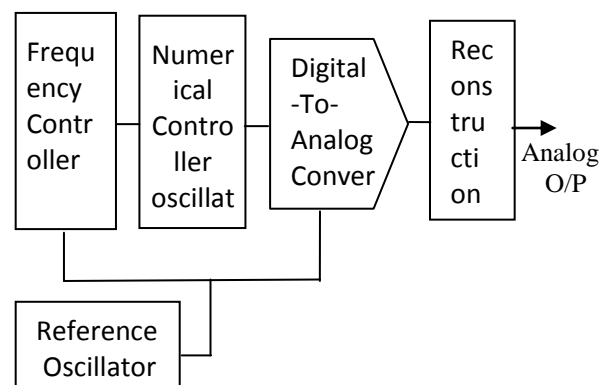 Frequ
ency
Contr
oller
Numer
ical
Contro
ller
oscillat
Digital
-To-
Analog
Conver
Rec
ons
tru
cti
on
Analog
O/P
Reference
Oscillator